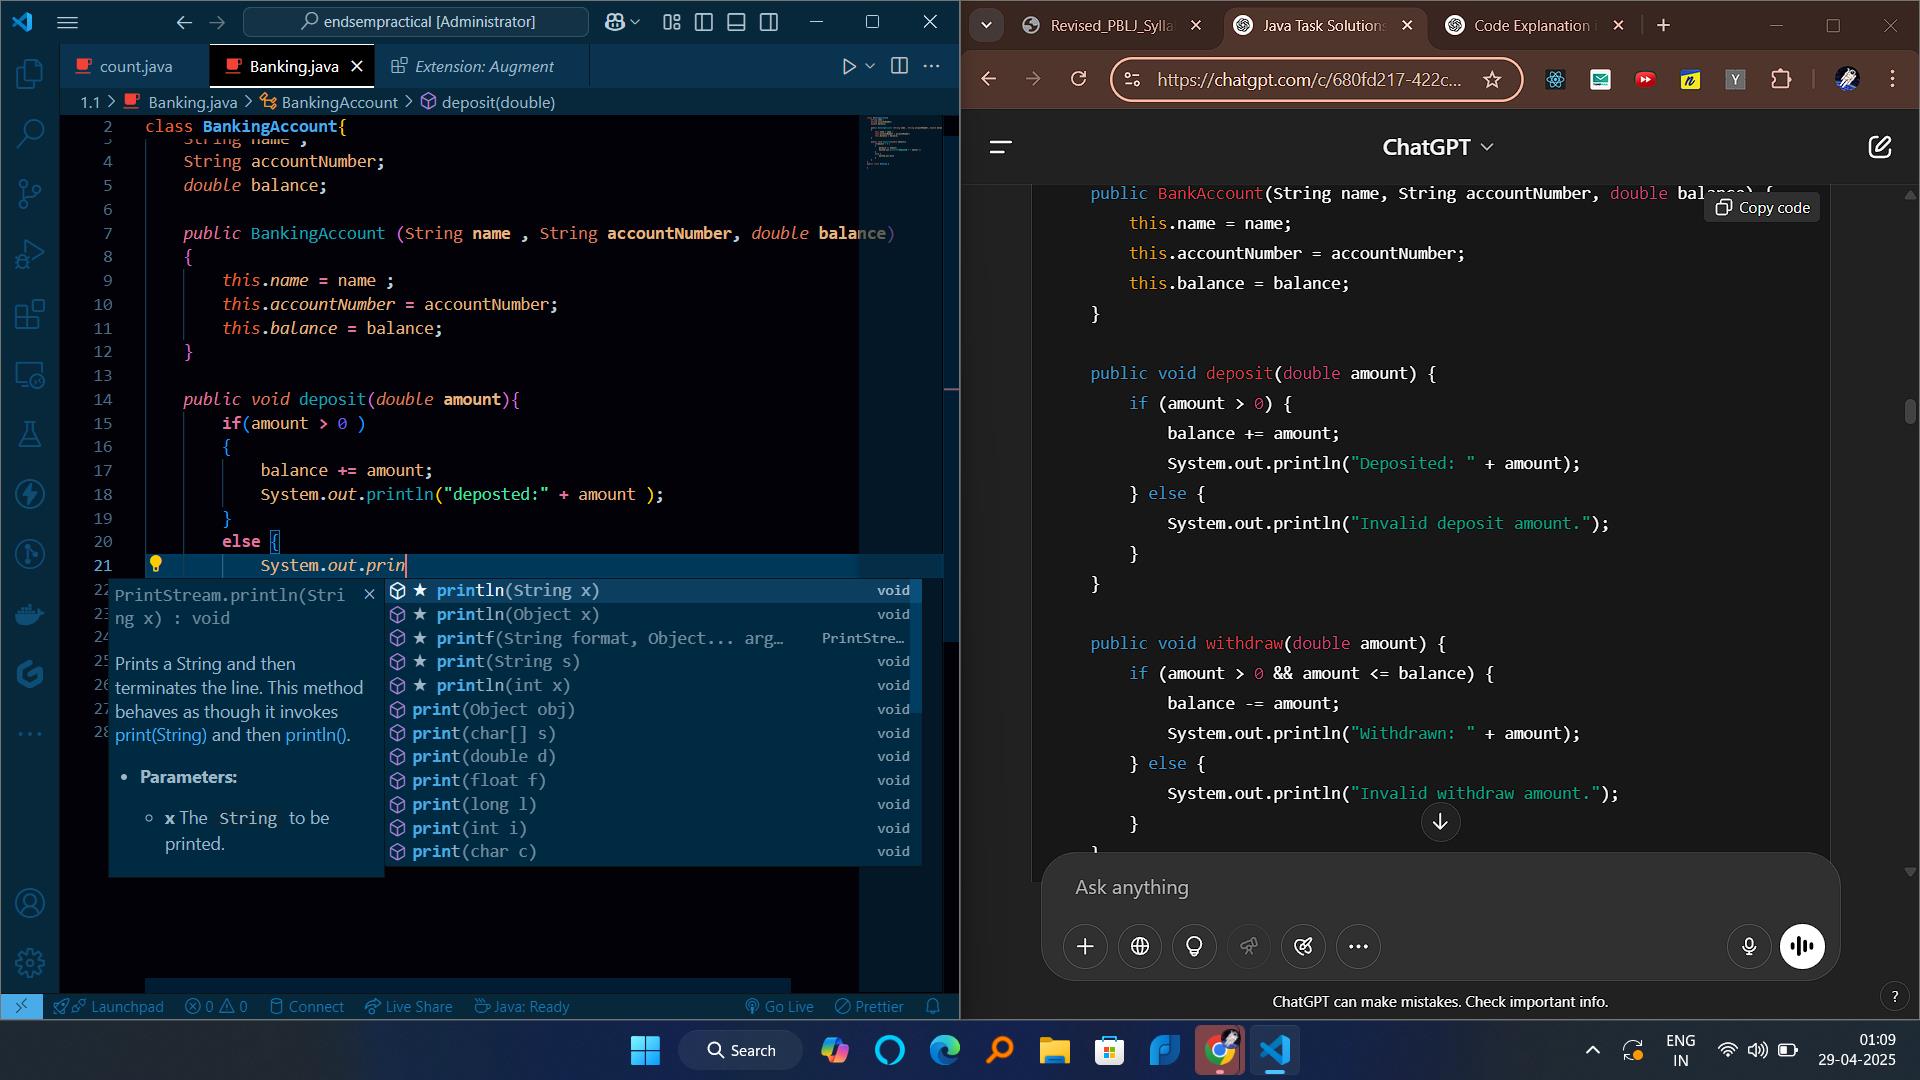 endsempractical [Administrator]
count.java
Banking.java
Extension: Augment
1.1 > Banking.java > BankingAccount > deposit(double)
2 class BankingAccount{
3 String name ;
4 String accountNumber;
5 double balance;
6
7 public BankingAccount (String name , String accountNumber, double balance)
8 {
9 this.name = name ;
10 this.accountNumber = accountNumber;
11 this.balance = balance;
12 }
13
14 public void deposit(double amount){
15 if(amount > 0 )
16 {
17 balance += amount;
18 System.out.println("deposted:" + amount );
19 }
20 else {
21 System.out.prin
22
23
24
25
26
27
28
PrintStream.println(Stri
ng x) : void
Prints a String and then
terminates the line. This method
behaves as though it invokes
print(String) and then println().
• Parameters:
x The String to be
printed.
println(String x) void
println(Object x) void
printf(String format, Object... arg… PrintStre…
print(String s) void
println(int x) void
print(Object obj) void
print(char[] s) void
print(double d) void
print(float f) void
print(long l) void
print(int i) void
print(char c) void
Launchpad 0 0 Connect Live Share Java: Ready Go Live Prettier
Revised_PBLJ_Sylla
Java Task Solutions
Code Explanation
https://chatgpt.com/c/680fd217-422c...
ChatGPT
Copy code
public BankAccount(String name, String accountNumber, double balance) {
this.name = name;
this.accountNumber = accountNumber;
this.balance = balance;
}
public void deposit(double amount) {
if (amount > 0) {
balance += amount;
System.out.println("Deposited: " + amount);
} else {
System.out.println("Invalid deposit amount.");
}
}
public void withdraw(double amount) {
if (amount > 0 && amount <= balance) {
balance -= amount;
System.out.println("Withdrawn: " + amount);
} else {
System.out.println("Invalid withdraw amount.");
}
}
Ask anything
ChatGPT can make mistakes. Check important info.
?
Search
ENG
IN
01:09
29-04-2025